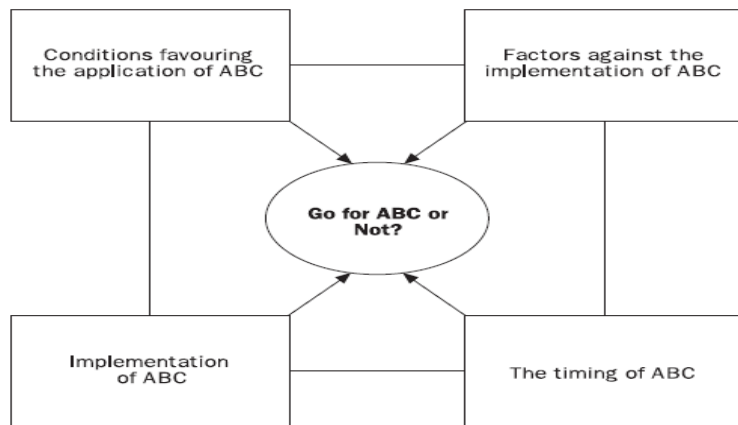 Conditions favouring
the application of ABC
Factors against the
implementation of ABC
Go for ABC or
Not?
Implementation
of ABC
The timing of ABC